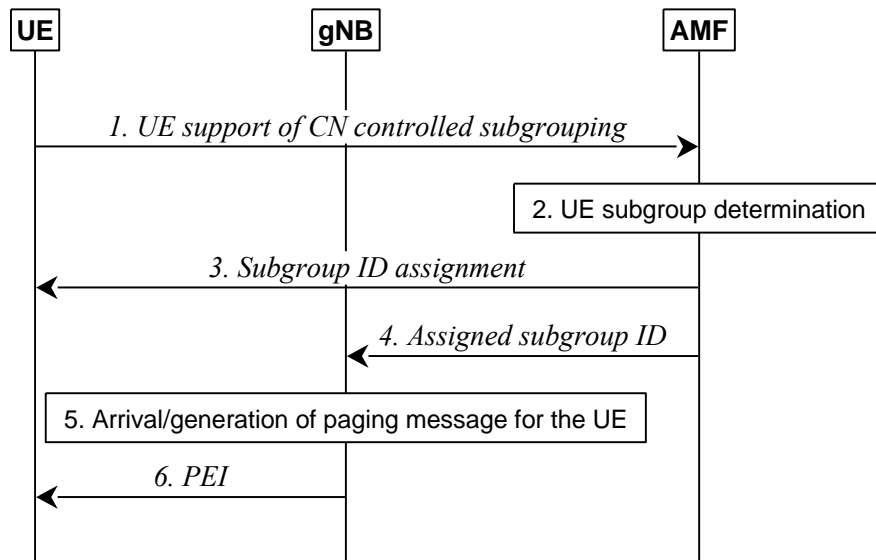 UE
gNB
AMF
1. UE support of CN controlled subgrouping
2. UE subgroup determination
3. Subgroup ID assignment
4. Assigned subgroup ID
5. Arrival/generation of paging message for the UE
6. PEI